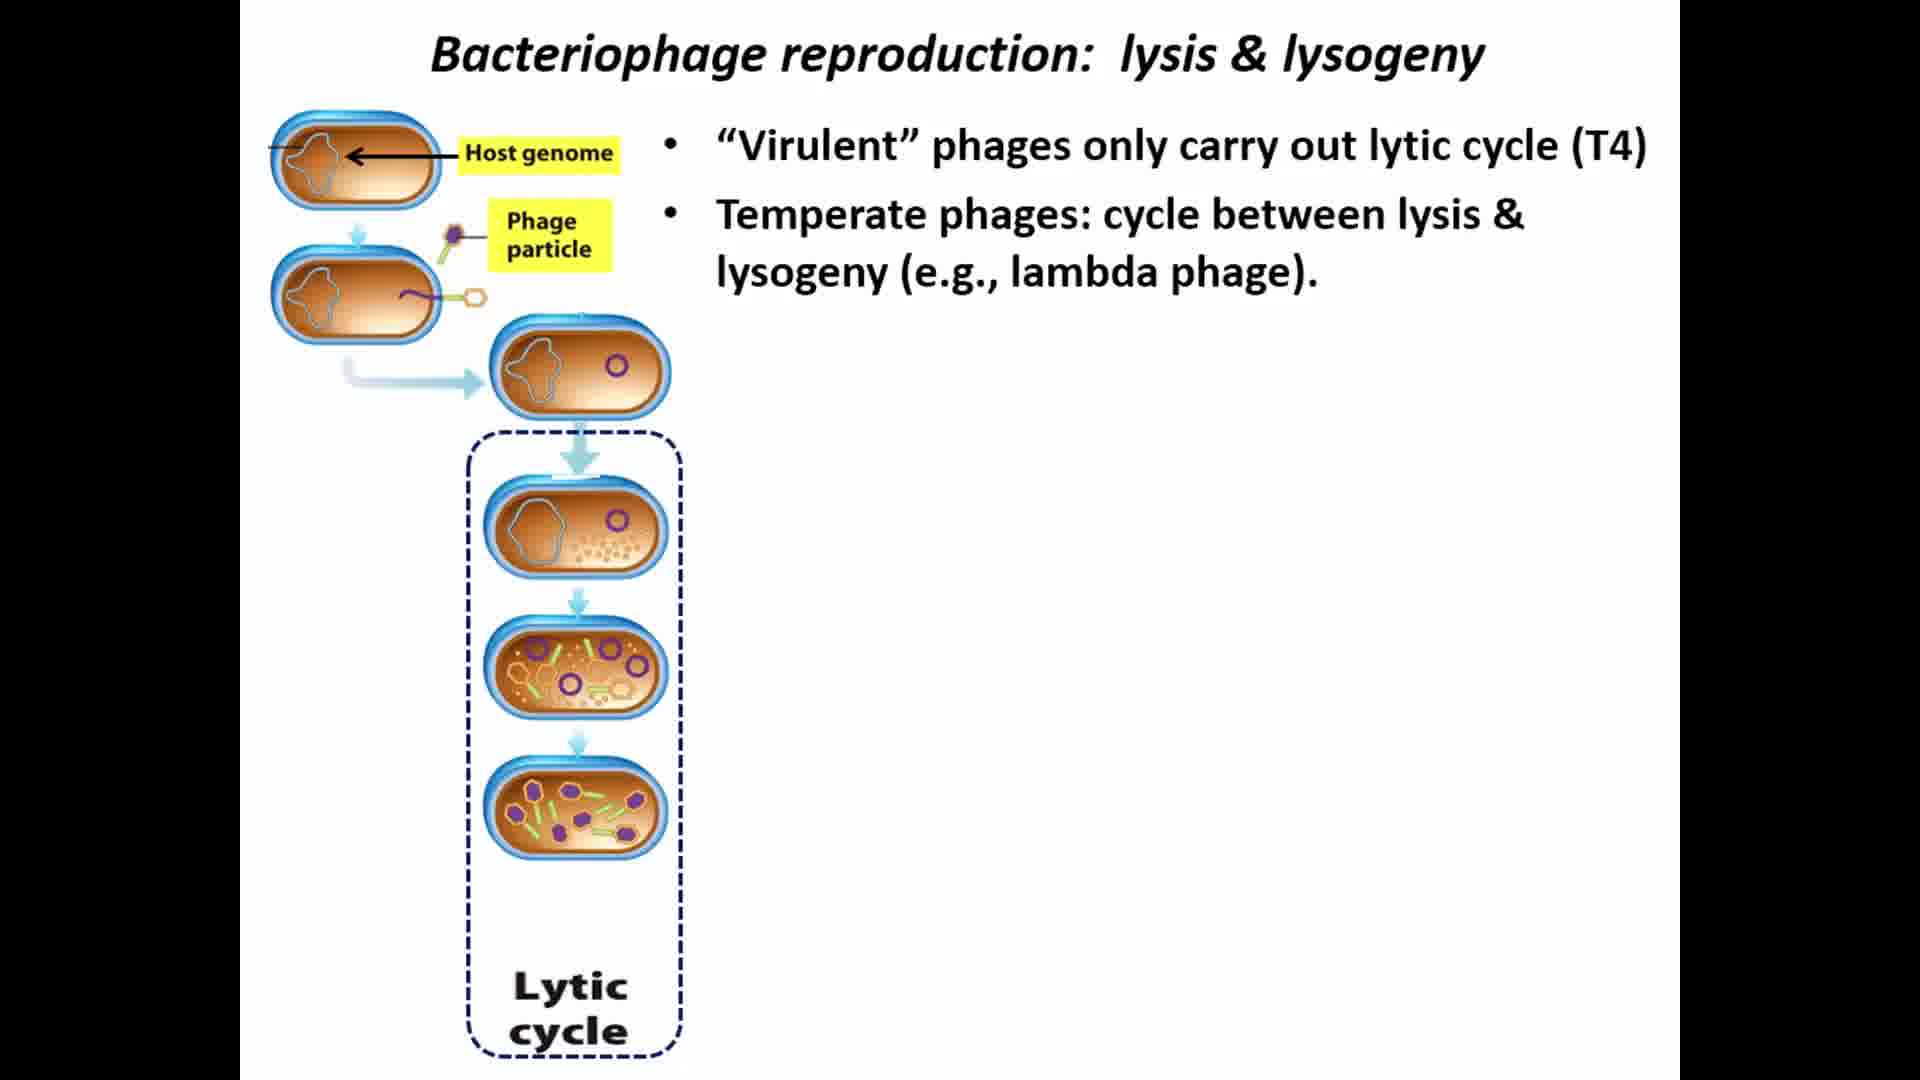 Bacteriophage reproduction: lysis & lysogeny
Host genome
Phage
particle
• “Virulent” phages only carry out lytic cycle (T4)
• Temperate phages: cycle between lysis &
lysogeny (e.g., lambda phage).
Lytic
cycle